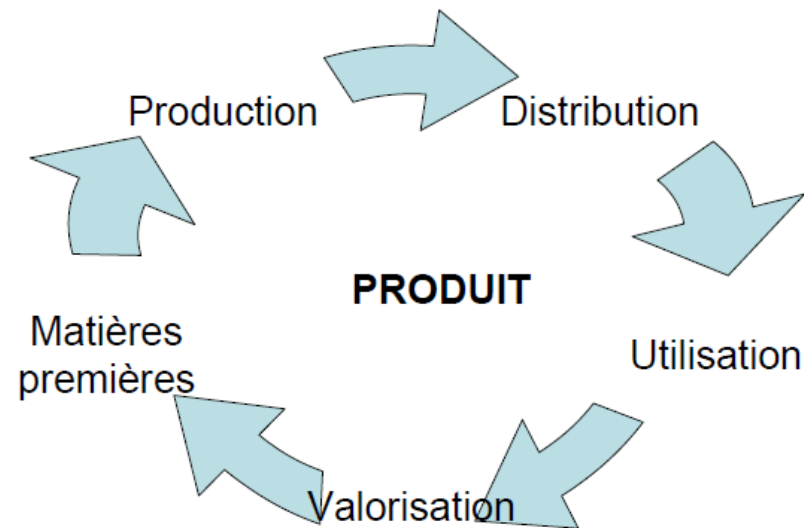 Production
Distribution
PRODUIT
Matières
premières
Utilisation
Valorisation